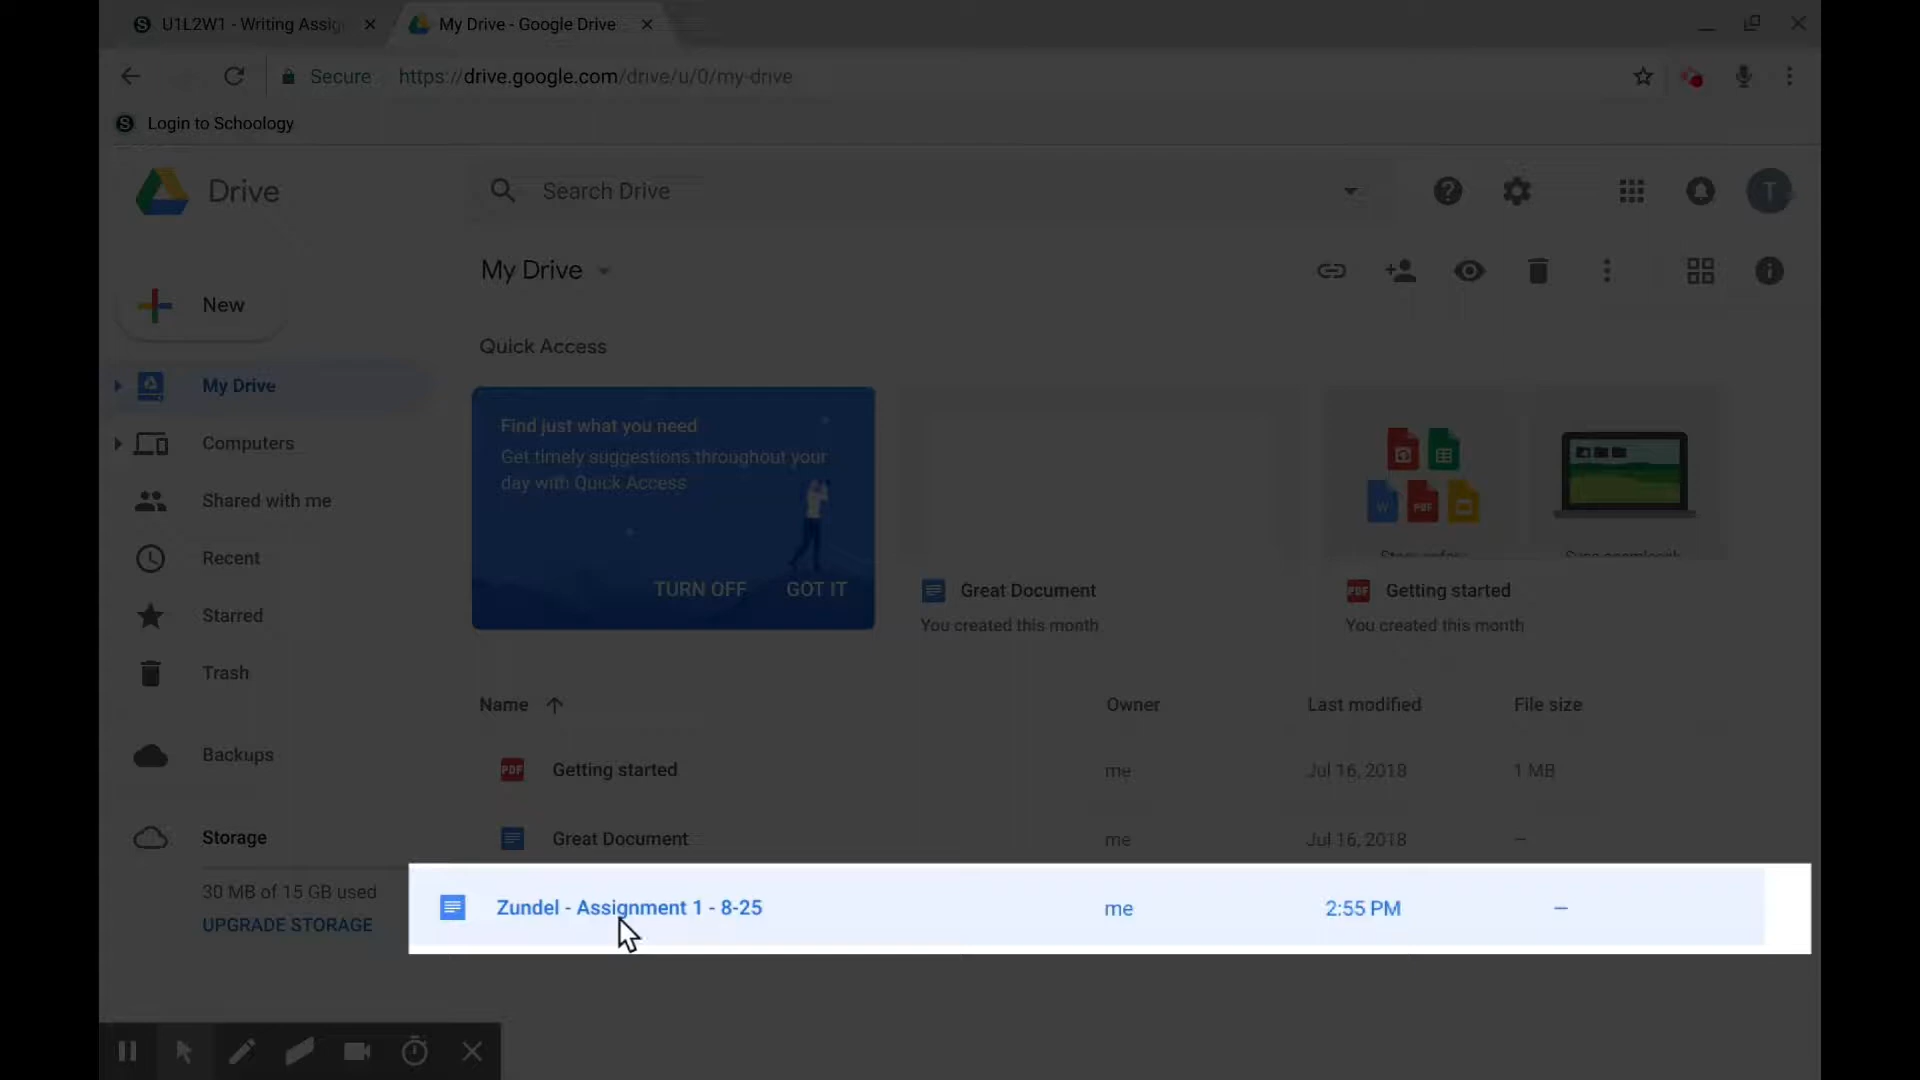 U1L2W1 - Writing Assig
My Drive - Google Drive
Secure https://drive.google.com/drive/u/0/my-drive
Login to Schoology
Drive
Search Drive
T
My Drive
New
Quick Access
My Drive
Computers
Shared with me
Recent
Starred
Trash
Backups
Storage
30 MB of 15 GB used
UPGRADE STORAGE
Find just what you need
Get timely suggestions throughout your
day with Quick Access
TURN OFF GOT IT
Great Document
You created this month
W
PDF
PDF Getting started
You created this month
Name Owner Last modified File size
PDF Getting started me Jul 16, 2018 1 MB
Great Document me Jul 16, 2018 –
Zundel - Assignment 1 - 8-25 me 2:55 PM –